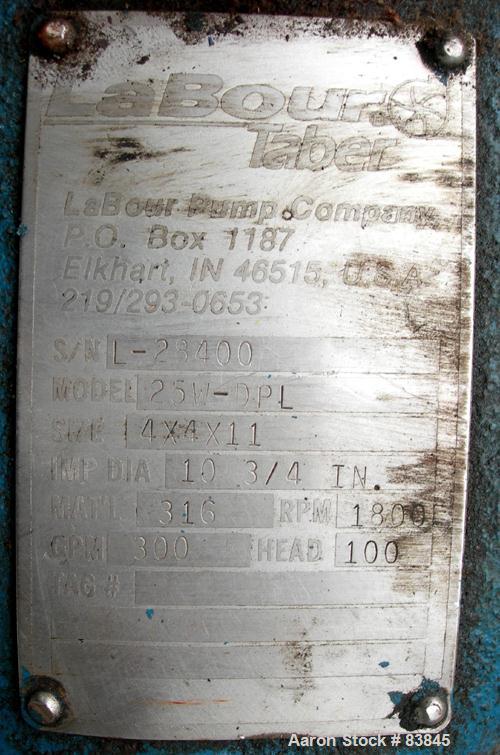 LaBour
Taber
LaBour Pump Company
P.O. Box 1187
Elkhart, IN 46515, U.S.A
219/293-0653
S/N L-28400
MODEL 25W-DPL
SIZE 4X4X11
IMP DIA 10 3/4 IN.
MAT'L 316 RPM 1800
GPM 300 HEAD 100
TAG #
Aaron Stock # 83845